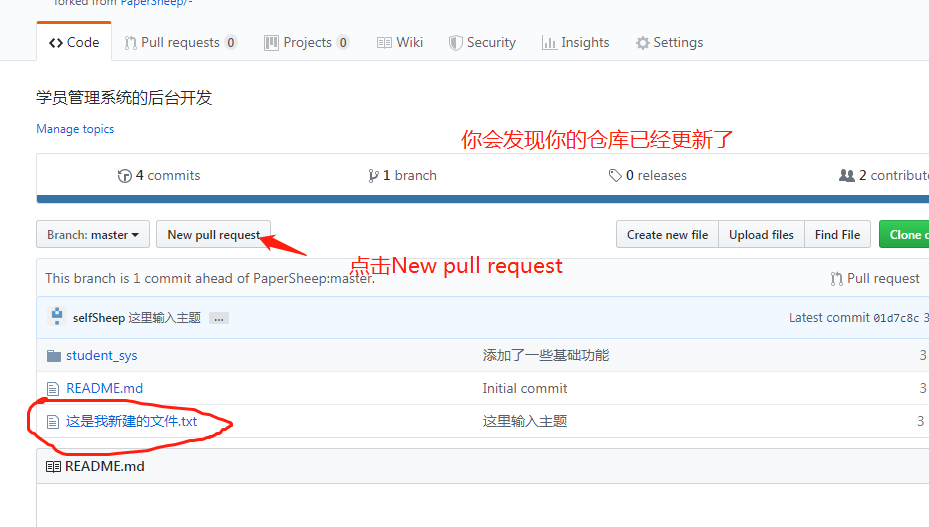 forked from PaperSheep/-
Code Pull requests 0 Projects 0 Wiki Security Insights Settings
学员管理系统的后台开发
Manage topics
你会发现你的仓库已经更新了
4 commits 1 branch 0 releases 2 contribut
Branch: master New pull request Create new file Upload files Find File Clone
点击New pull request
This branch is 1 commit ahead of PaperSheep:master. Pull request
selfSheep 这里输入主题 ... Latest commit 01d7c8c 3
student_sys 添加了一些基础功能 3
README.md Initial commit 3
这是我新建的文件.txt 这里输入主题 3
README.md